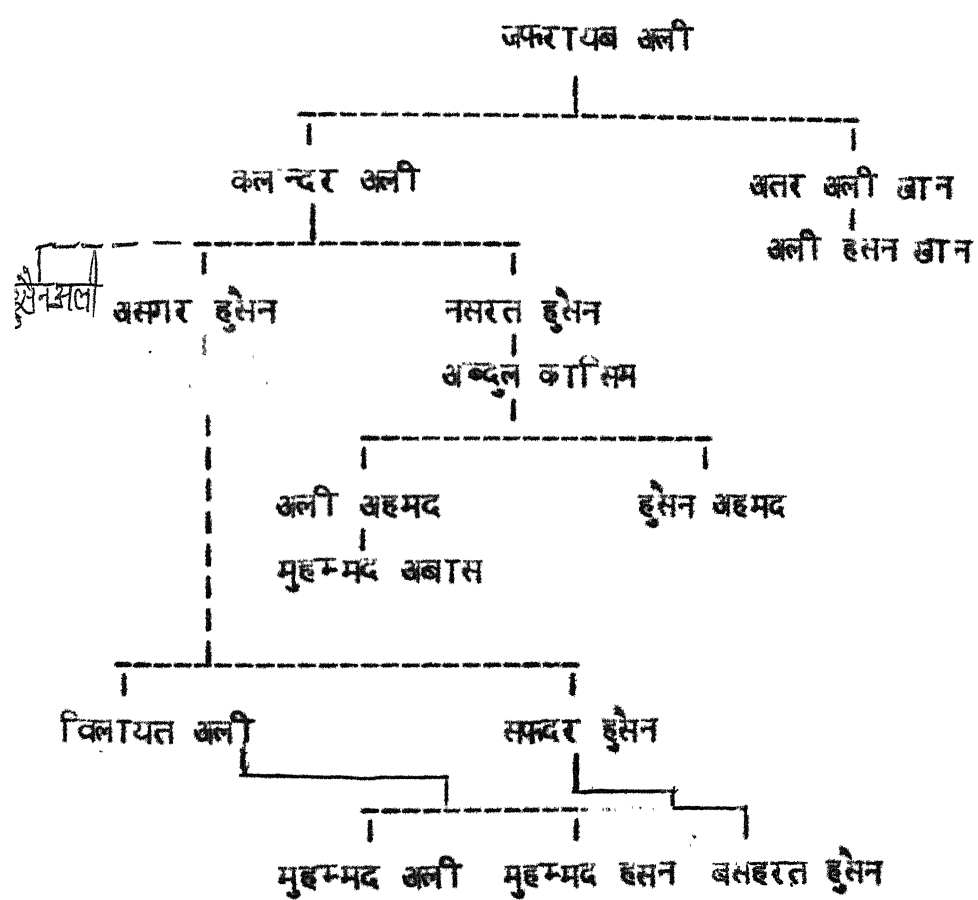 जफरायब अली
कलन्दर अली
अतर अली खान
अली हसन खान
हुसैन अली
असगर हुसैन
नसरत हुसैन
अब्दुल कासिम
अली अहमद
हुसैन अहमद
मुहम्मद अबास
विलायत अली
सफदर हुसैन
मुहम्मद अली
मुहम्मद हसन
बसहरत हुसैन